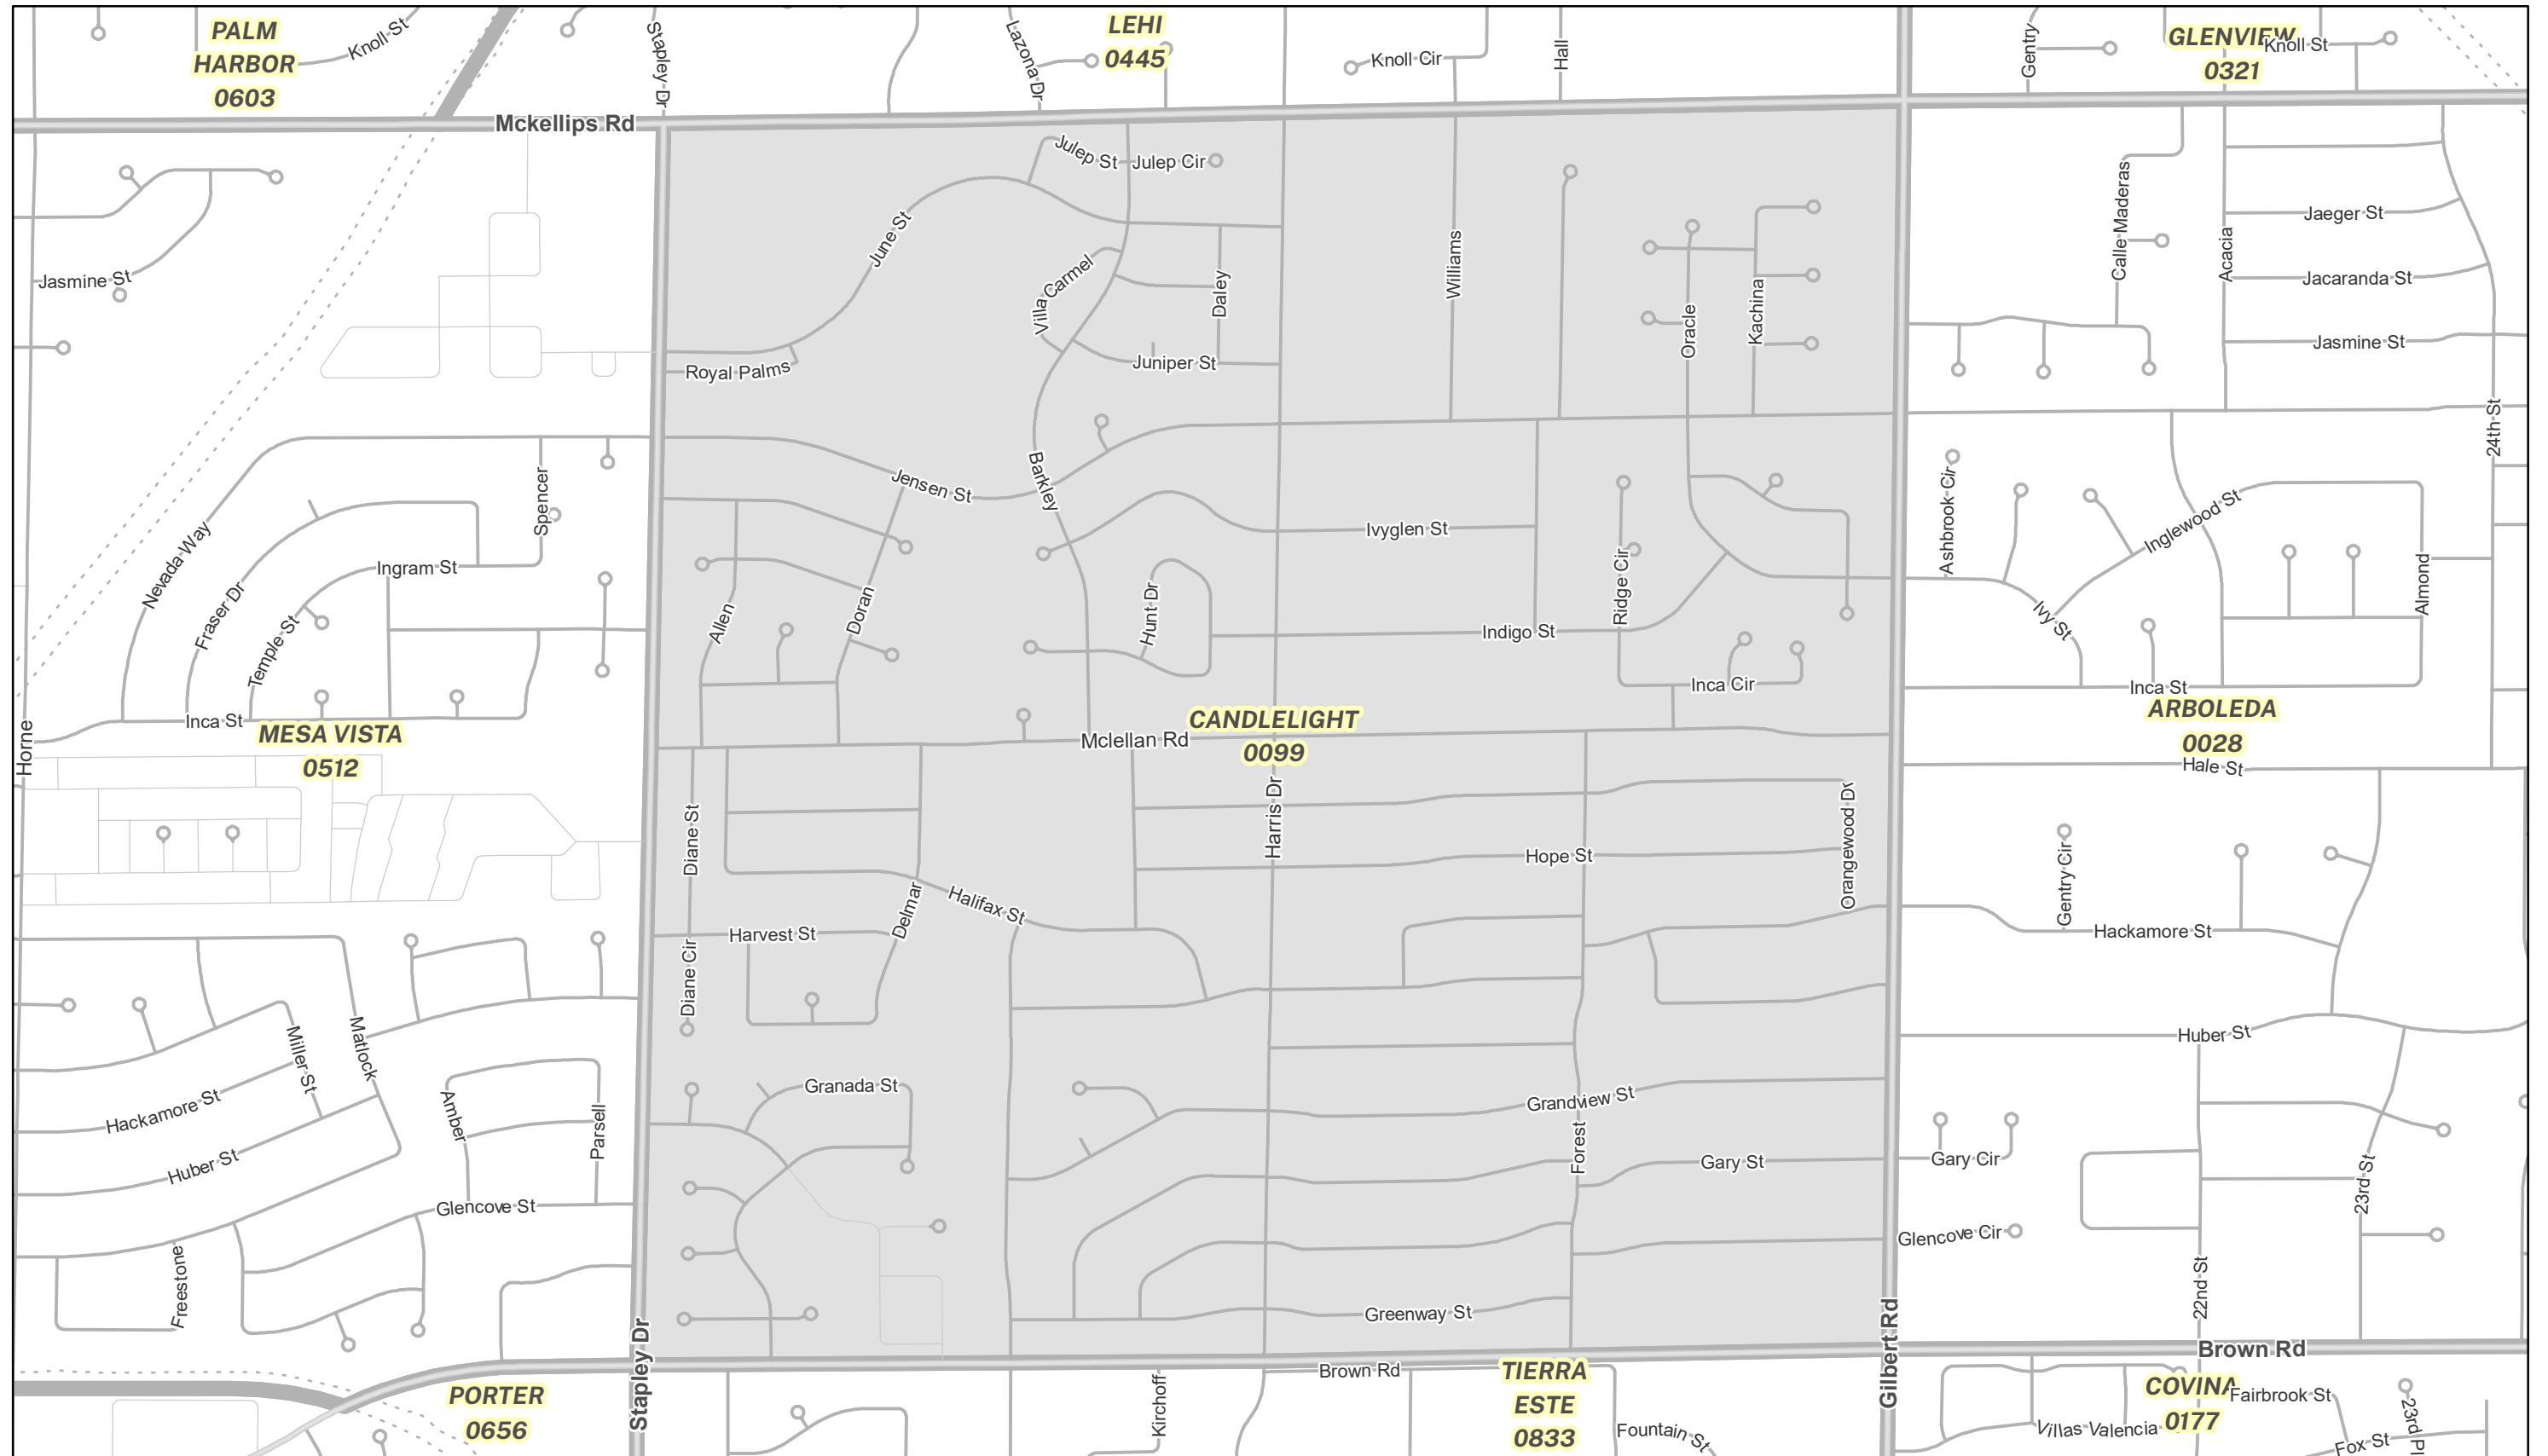 PALM
HARBOR
0603
Knoll St
Stapley Dr
Lazona Dr
LEHI
0445
Knoll Cir
Hall
Gentry
GLENVIEW
0321
Knoll St
Mckellips Rd
Julep St
Julep Cir
June St
Villa Carmel
Daley
Williams
Oracle
Kachina
Calle Maderas
Acacia
Jaeger St
Jacaranda St
Jasmine St
Jasmine St
Royal Palms
Juniper St
24th St
Nevada Way
Fraser Dr
Temple St
Ingram St
Spencer
Jensen St
Barkley
Ivyglen St
Ridge Cir
Ashbrook Cir
Inglewood St
Ivy St
Almond
Allen
Doran
Hunt Dr
Indigo St
Inca Cir
Inca St
Horne
Inca St
MESA VISTA
0512
Mclellan Rd
CANDLELIGHT
0099
ARBOLEDA
0028
Hale St
Diane St
Harris Dr
Hope St
Orangewood Dr
Gentry Cir
Halifax St
Delmar
Harvest St
Diane Cir
Hackamore St
Miller St
Matlock
Huber St
Hackamore St
Amber
Parsell
Granada St
Grandview St
Forest
Gary St
Gary Cir
Huber St
Glencove St
Freestone
23rd St
Glencove Cir
22nd St
Greenway St
Stapley Dr
Gilbert Rd
Brown Rd
Brown Rd
PORTER
0656
Kirchoff
TIERRA
ESTE
0833
Fountain St
COVINA
0177
Fairbrook St
Villas Valencia
23rd Pl
Fox St